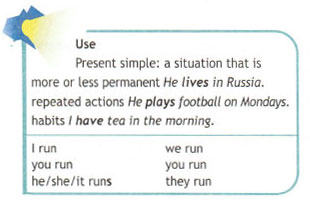 Use
Present simple: a situation that is
more or less permanent He lives in Russia.
repeated actions He plays football on Mondays.
habits I have tea in the morning.
I run we run
you run you run
he/she/it runs they run